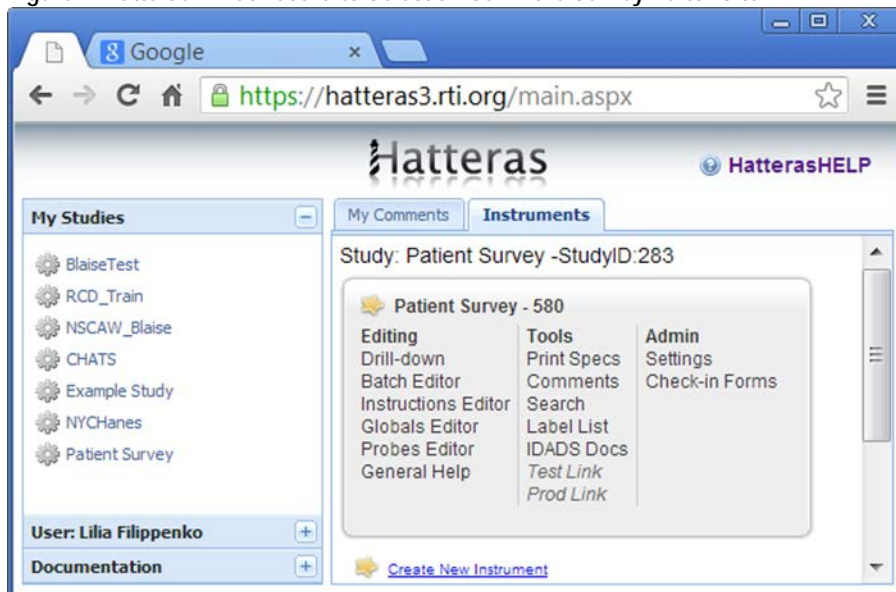 Google
https://hatteras3.rti.org/main.aspx
Hatteras
HatterasHELP
My Studies
BlaiseTest
RCD_Train
NSCAW_Blaise
CHATS
Example Study
NYCHanes
Patient Survey
User: Lilia Filippenko
Documentation
My Comments
Instruments
Study: Patient Survey -StudyID:283
Patient Survey - 580
Editing
Drill-down
Batch Editor
Instructions Editor
Globals Editor
Probes Editor
General Help
Tools
Print Specs
Comments
Search
Label List
IDADS Docs
Test Link
Prod Link
Admin
Settings
Check-in Forms
Create New Instrument